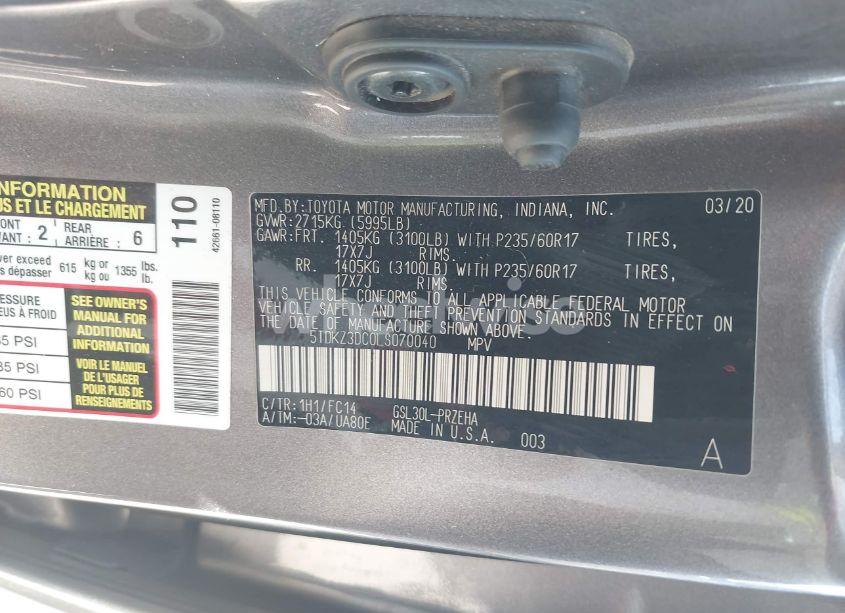 INFORMATION
US ET LE CHARGEMENT
ONT
ANT : 2
REAR
ARRIÈRE : 6
ower exceed
s dépasser
615 kg or
kg ou 1355 lbs.
lb.
RESSURE
EUS À FROID
5 PSI
35 PSI
60 PSI
SEE OWNER'S
MANUAL FOR
ADDITIONAL
INFORMATION
VOIR LE MANUEL
DE L'USAGER
POUR PLUS DE
RENSEIGNEMENTS
110
42661-08110
MFD.BY:TOYOTA MOTOR MANUFACTURING, INDIANA, INC. 03/20
GVWR:2715KG (5995LB)
GAWR:FRT. 1405KG (3100LB) WITH P235/60R17 TIRES,
17X7J RIMS.
RR. 1405KG (3100LB) WITH P235/60R17 TIRES,
17X7J RIMS.
THIS VEHICLE CONFORMS TO ALL APPLICABLE FEDERAL MOTOR
VEHICLE SAFETY AND THEFT PREVENTION STANDARDS IN EFFECT ON
THE DATE OF MANUFACTURE SHOWN ABOVE.
5TDKZ3DC0LS070040 MPV
C/TR:1H1/FC14 GSL30L-PRZEHA
A/TM:-03A/UA80E MADE IN U.S.A. 003
A